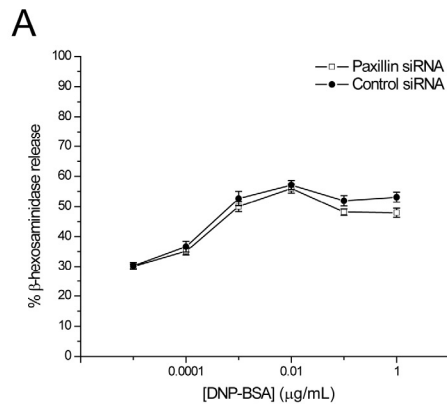 A
Paxillin siRNA
Control siRNA
% β-hexosaminidase release
100
90
80
70
60
50
40
30
20
10
0
0.0001
0.01
1
[DNP-BSA] (μg/mL)